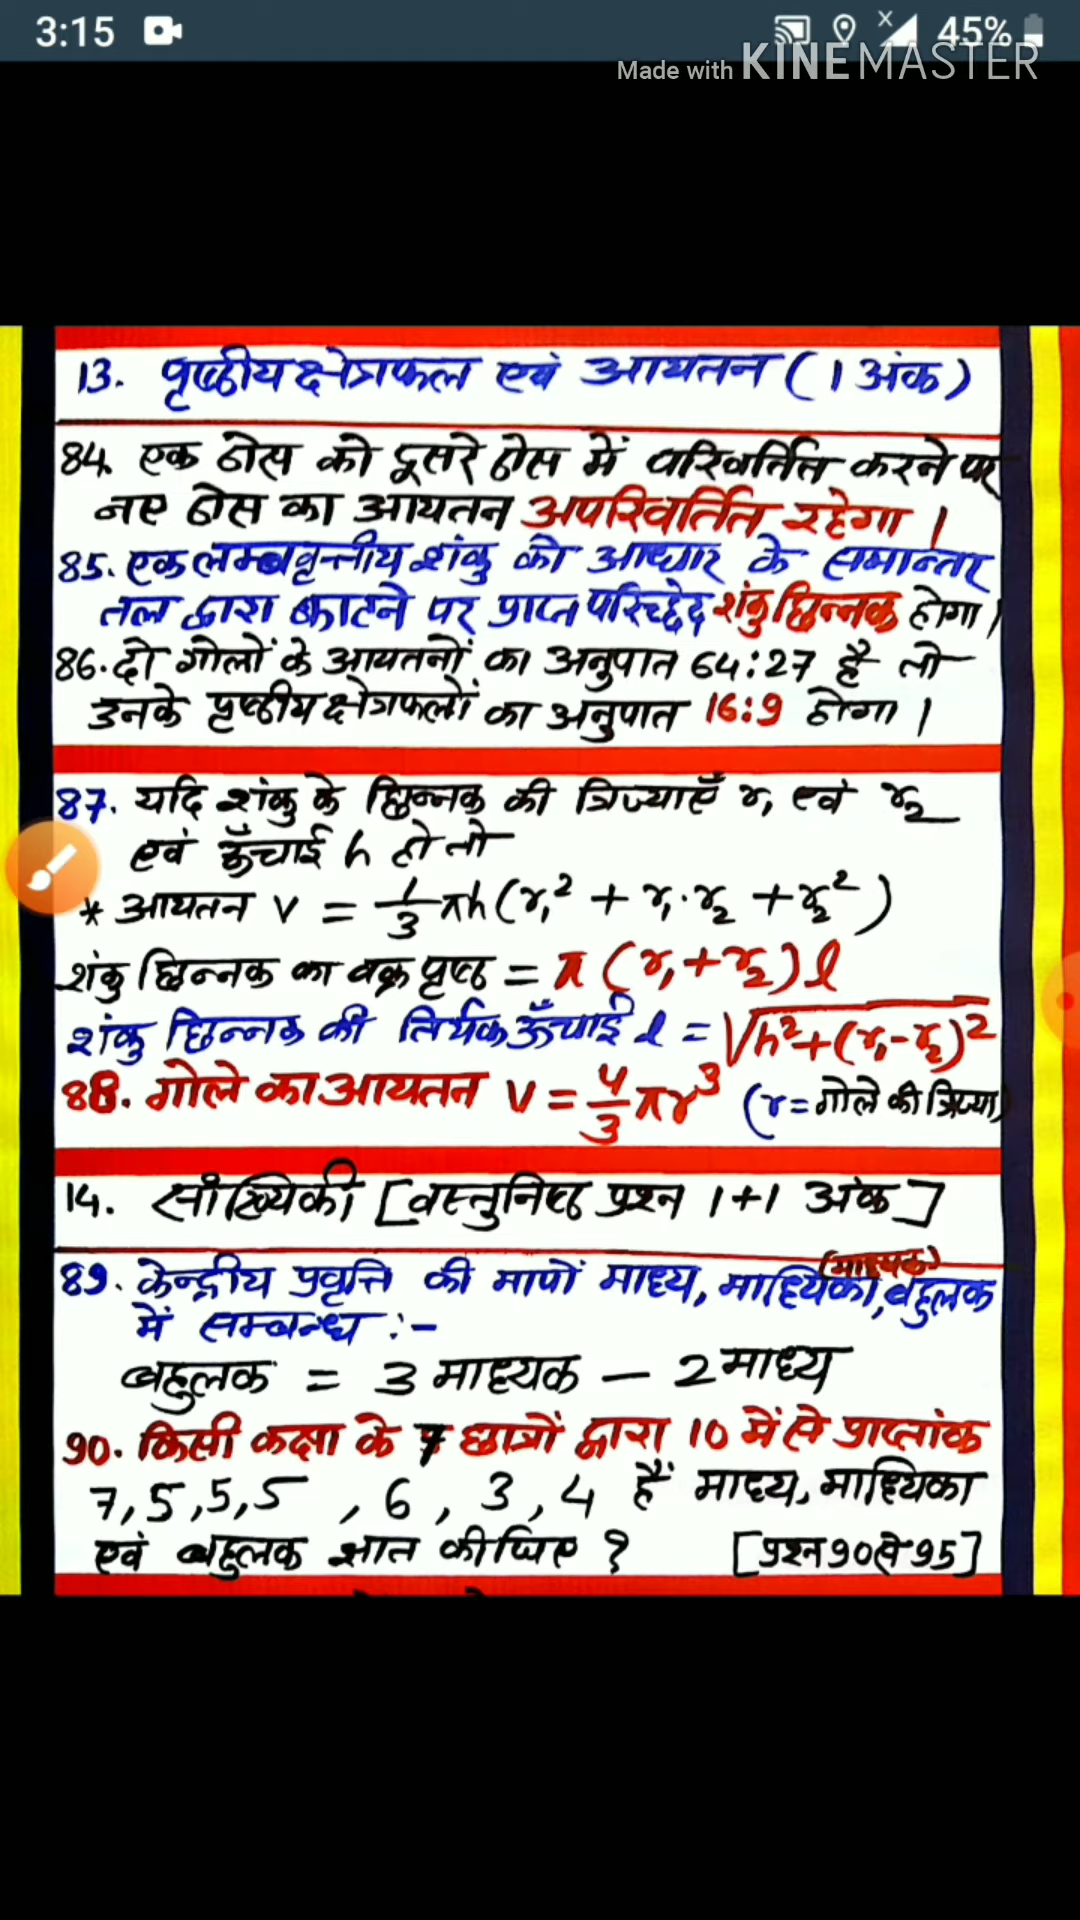 3:15
45%
Made with KINEMASTER
13. पृष्ठीय क्षेत्रफल एवं आयतन (1 अंक)
84. एक ठोस को दूसरे ठोस में परिवर्तित करने पर
नए ठोस का आयतन अपरिवर्तित रहेगा।
85. एक लम्बवृत्तीय शंकु को आधार के समान्तर
तल द्वारा काटने पर प्राप्त परिच्छेद शंकु छिन्नक होगा।
86. दो गोलों के आयतनों का अनुपात 64:27 है तो
उनके पृष्ठीय क्षेत्रफलों का अनुपात 16:9 होगा।
87. यदि शंकु के छिन्नक की त्रिज्याएँ r₁ एवं r₂
एवं ऊँचाई h हो तो
* आयतन V = 1/3 πh (r₁² + r₁.r₂ + r₂²)
शंकु छिन्नक का वक्र पृष्ठ = π (r₁+r₂) l
शंकु छिन्नक की तिर्यक ऊँचाई l = √h²+(r₁-r₂)²
88. गोले का आयतन V = 4/3 πr³ (r = गोले की त्रिज्या)
14. सांख्यिकी [वस्तुनिष्ठ प्रश्न 1+1 अंक]
(माध्यक)
89. केन्द्रीय प्रवृत्ति की मापों माध्य, माध्यिका, बहुलक
में सम्बन्ध :-
बहुलक = 3 माध्यक - 2 माध्य
90. किसी कक्षा के 7 छात्रों द्वारा 10 में से प्राप्तांक
7, 5, 5, 5 , 6 , 3 , 4 हैं माध्य, माध्यिका
एवं बहुलक ज्ञात कीजिए ? [प्रश्न 90 से 95]